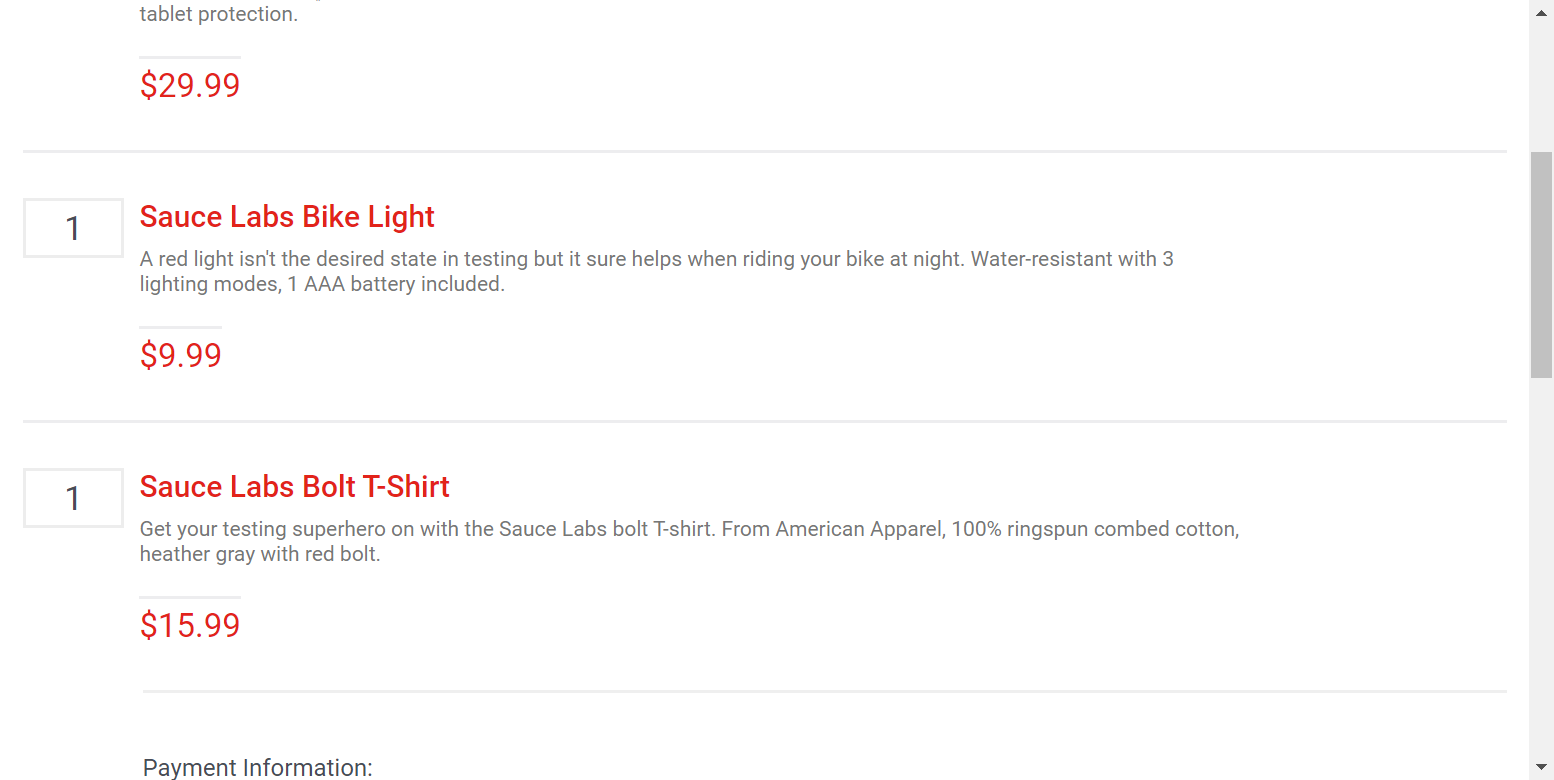 tablet protection.
$29.99
1
Sauce Labs Bike Light
A red light isn't the desired state in testing but it sure helps when riding your bike at night. Water-resistant with 3
lighting modes, 1 AAA battery included.
$9.99
1
Sauce Labs Bolt T-Shirt
Get your testing superhero on with the Sauce Labs bolt T-shirt. From American Apparel, 100% ringspun combed cotton,
heather gray with red bolt.
$15.99
Payment Information: